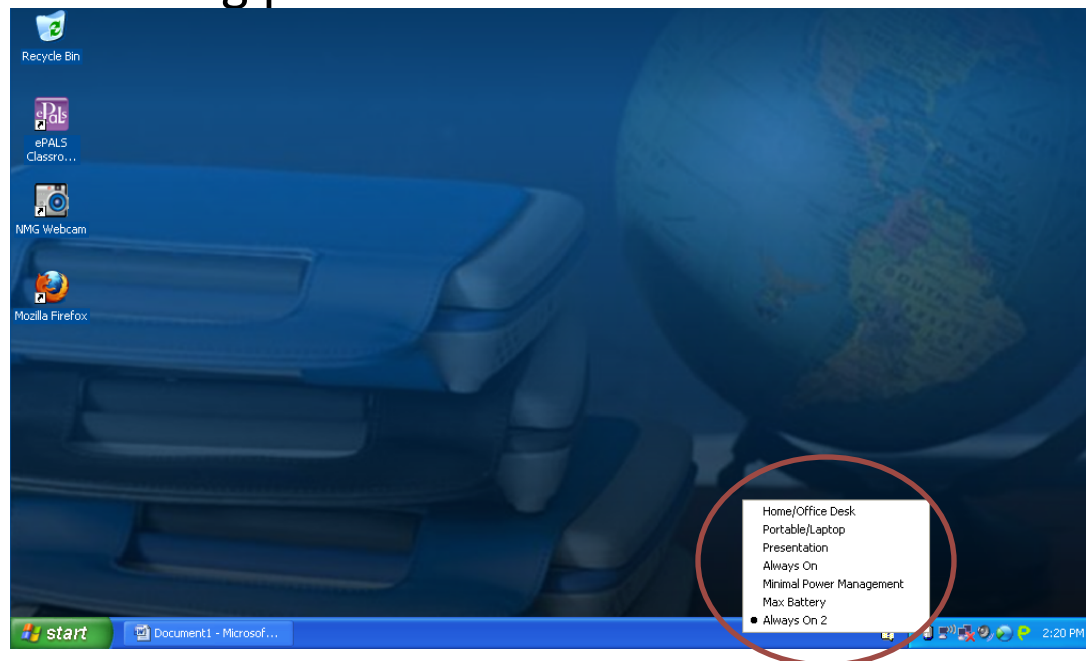 Recycle Bin
ePals
ePALS
Classro...
NMG Webcam
Mozilla Firefox
Home/Office Desk
Portable/Laptop
Presentation
Always On
Minimal Power Management
Max Battery
Always On 2
start
Document1 - Microsof...
2:20 PM